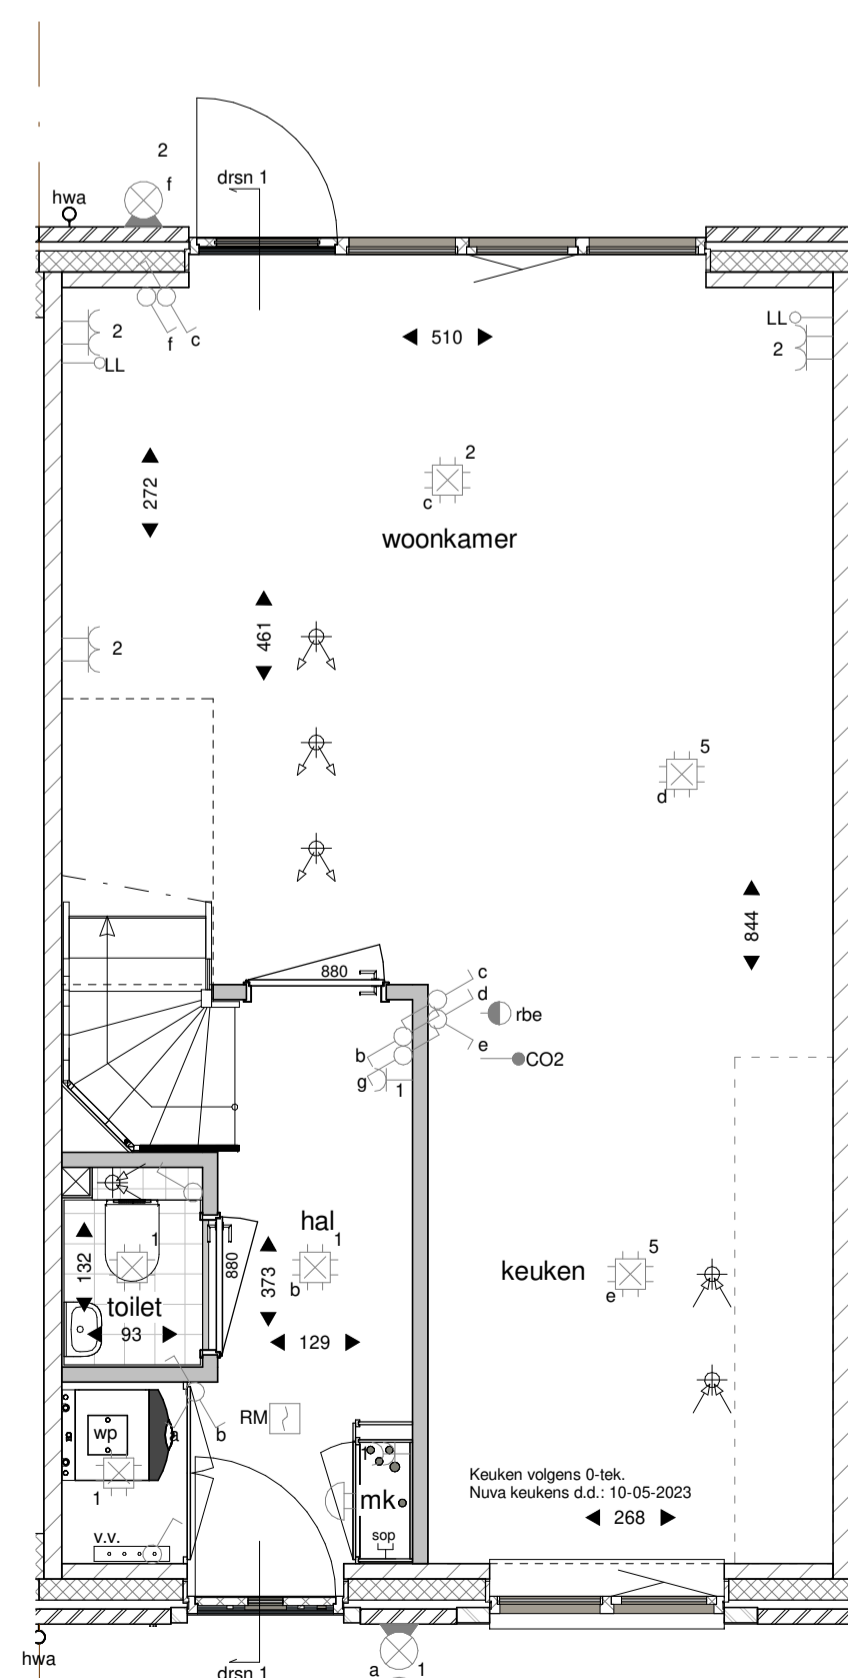 2
f
drsn 1
hwa
2
f
c
LL
LL
2
510
2
c
272
woonkamer
461
2
5
d
844
880
c
d
rbe
e
b
CO2
g
1
hal
1
1
132
880
373
b
keuken
5
e
toilet
93
129
RM
wp
a
b
1
mk
Keuken volgens 0-tek.
Nuva keukens d.d.: 10-05-2023
268
sop
v.v.
hwa
drsn 1
a
1